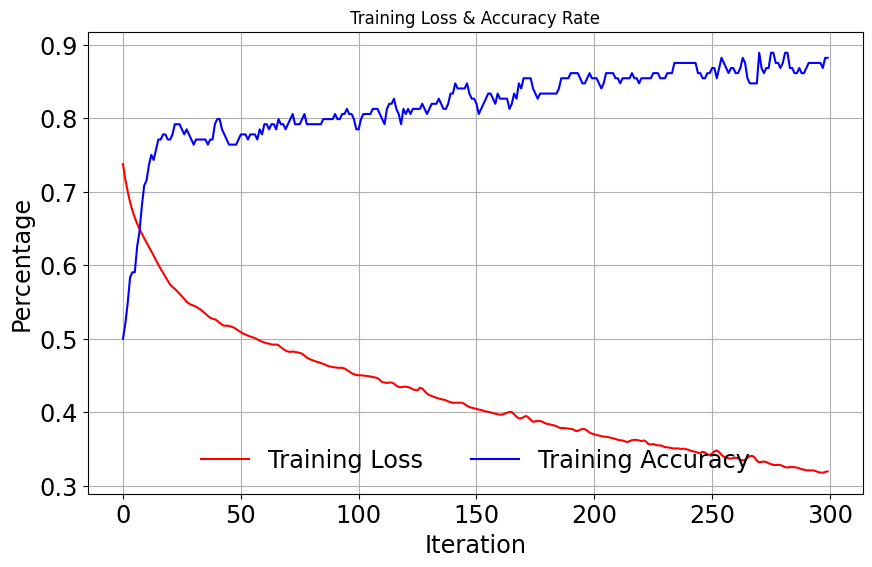 Training Loss & Accuracy Rate
Percentage
0.9
0.8
0.7
0.6
0.5
0.4
0.3
Training Loss Training Accuracy
0 50 100 150 200 250 300
Iteration